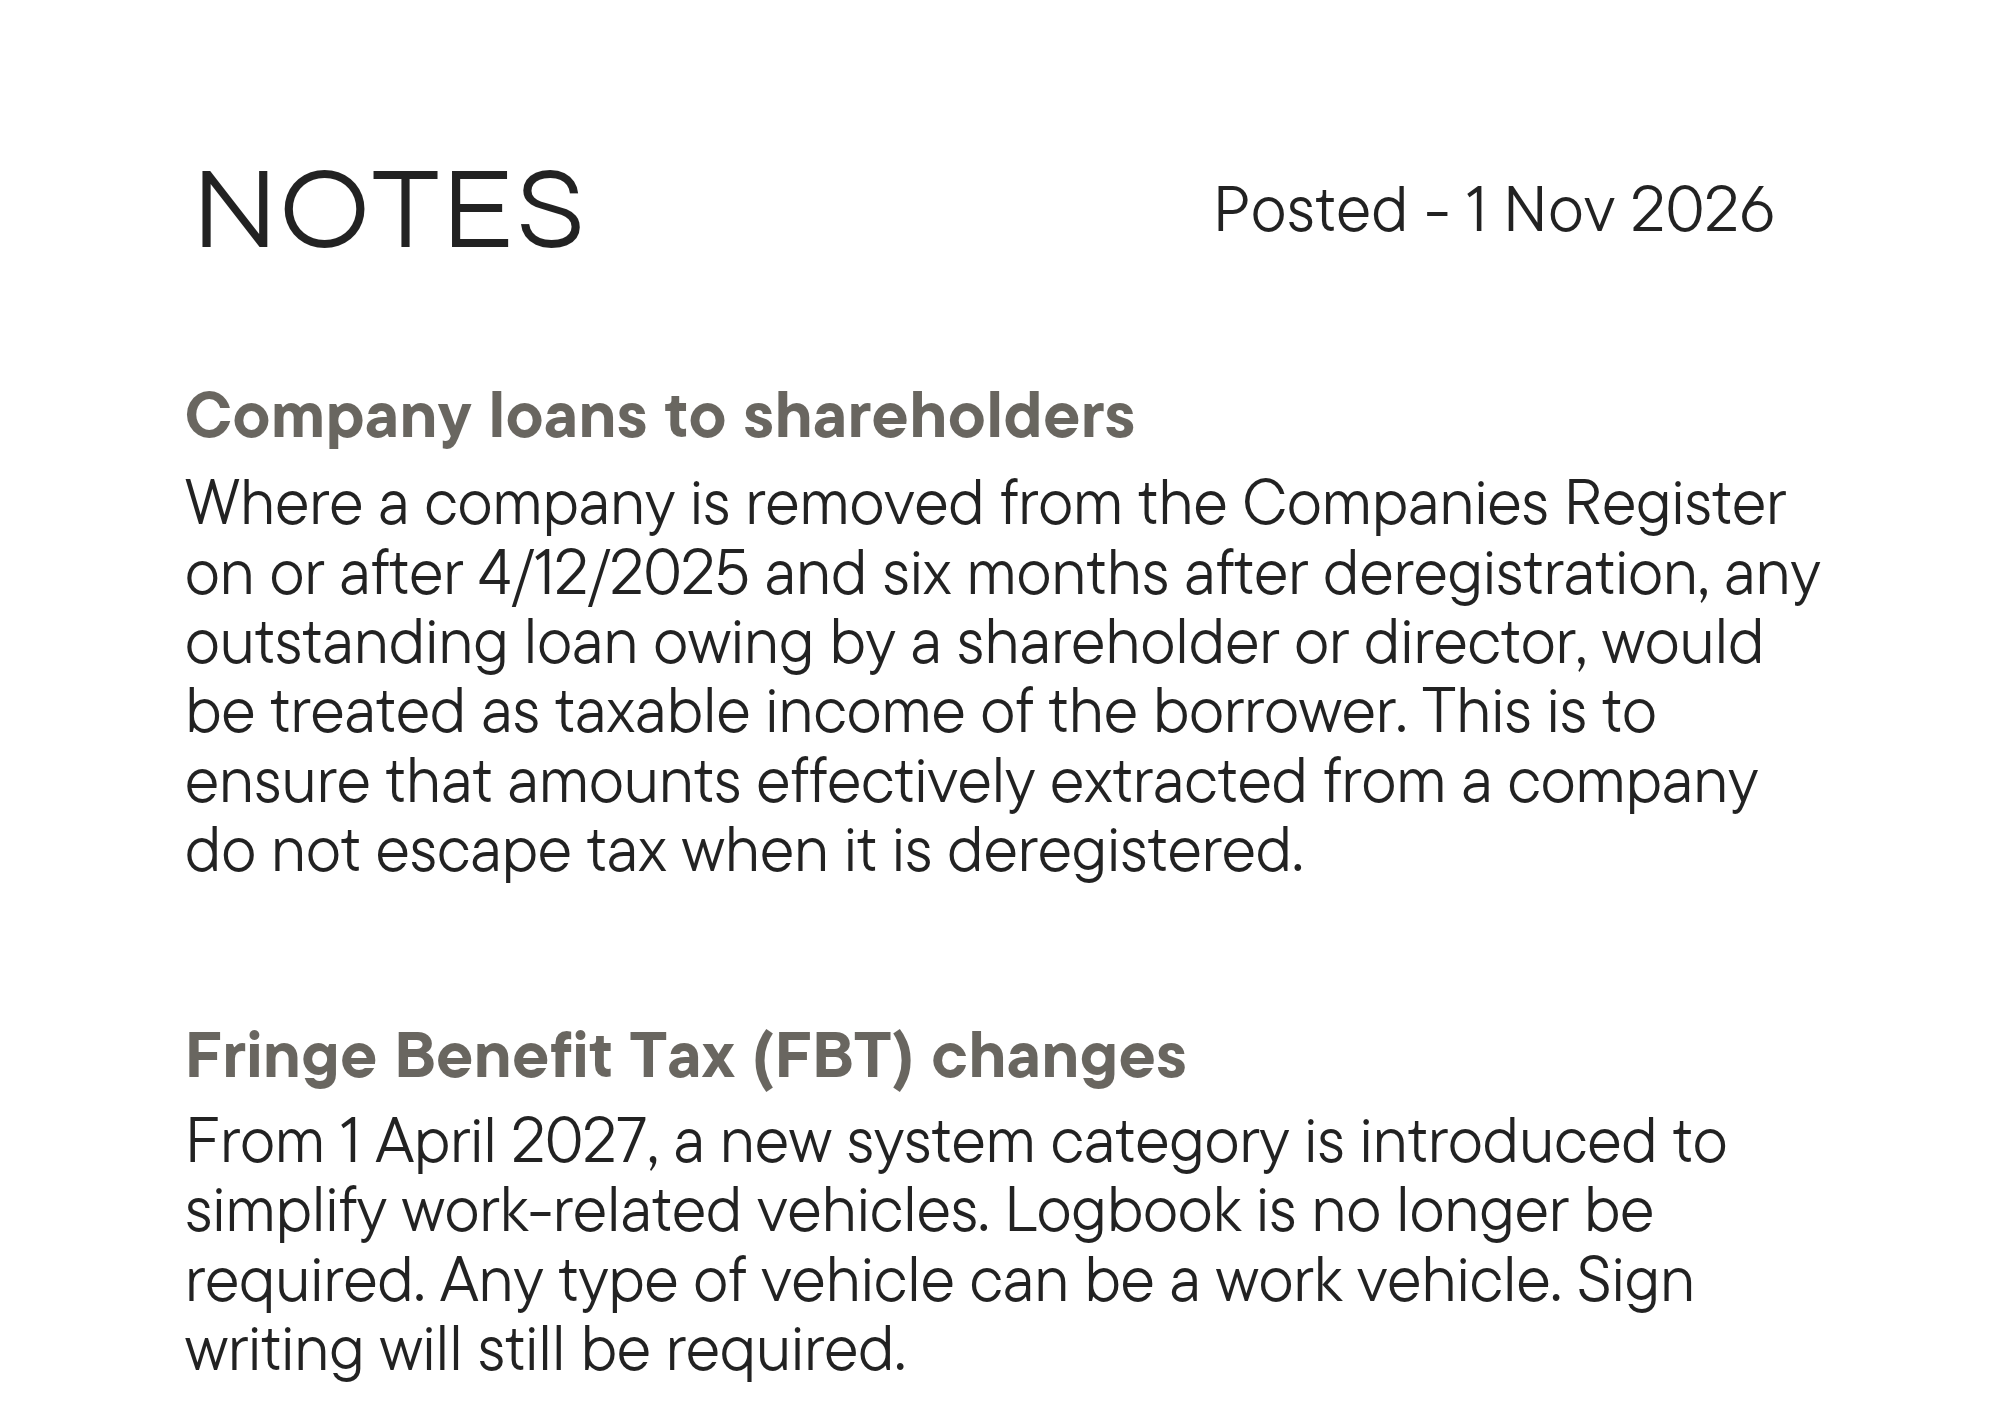 NOTES
Posted - 1 Nov 2026
Company loans to shareholders
Where a company is removed from the Companies Register
on or after 4/12/2025 and six months after deregistration, any
outstanding loan owing by a shareholder or director, would
be treated as taxable income of the borrower. This is to
ensure that amounts effectively extracted from a company
do not escape tax when it is deregistered.
Fringe Benefit Tax (FBT) changes
From 1 April 2027, a new system category is introduced to
simplify work-related vehicles. Logbook is no longer be
required. Any type of vehicle can be a work vehicle. Sign
writing will still be required.